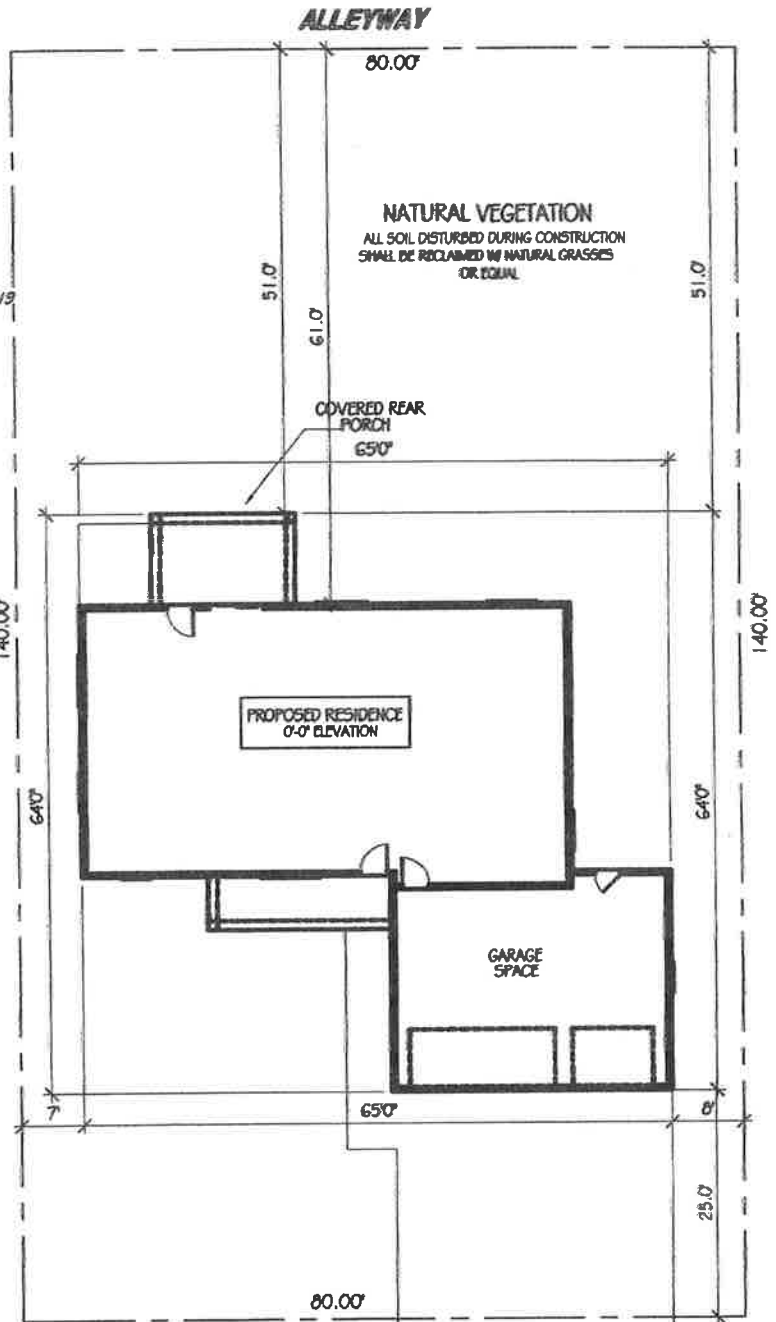 ALLEYWAY
80.00'
NATURAL VEGETATION
ALL SOIL DISTURBED DURING CONSTRUCTION
SHALL BE RECLAIMED W/ NATURAL GRASSES
OR EQUAL
51.0'
61.0'
51.0'
COVERED REAR
PORCH
65'0"
140.00'
140.00'
PROPOSED RESIDENCE
0'-0" ELEVATION
64'0"
64'0"
GARAGE
SPACE
7'
65'0"
8'
25.0'
80.00'